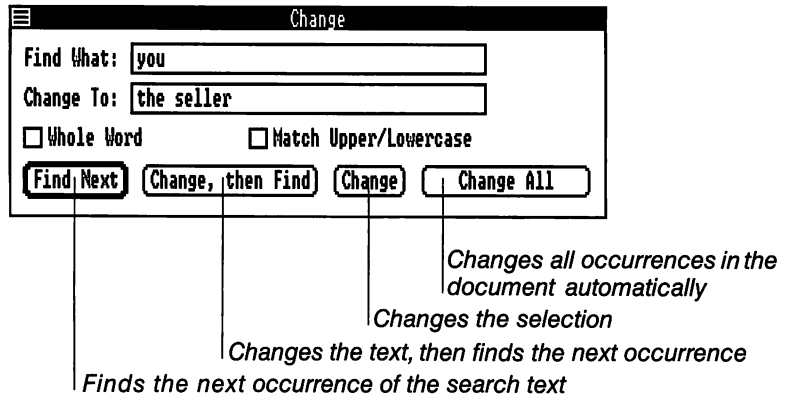 Change
Find What: you
Change To: the seller
Whole Word Match Upper/Lowercase
Find Next Change, then Find Change Change All
Changes all occurrences in the
document automatically
Changes the selection
Changes the text, then finds the next occurrence
Finds the next occurrence of the search text